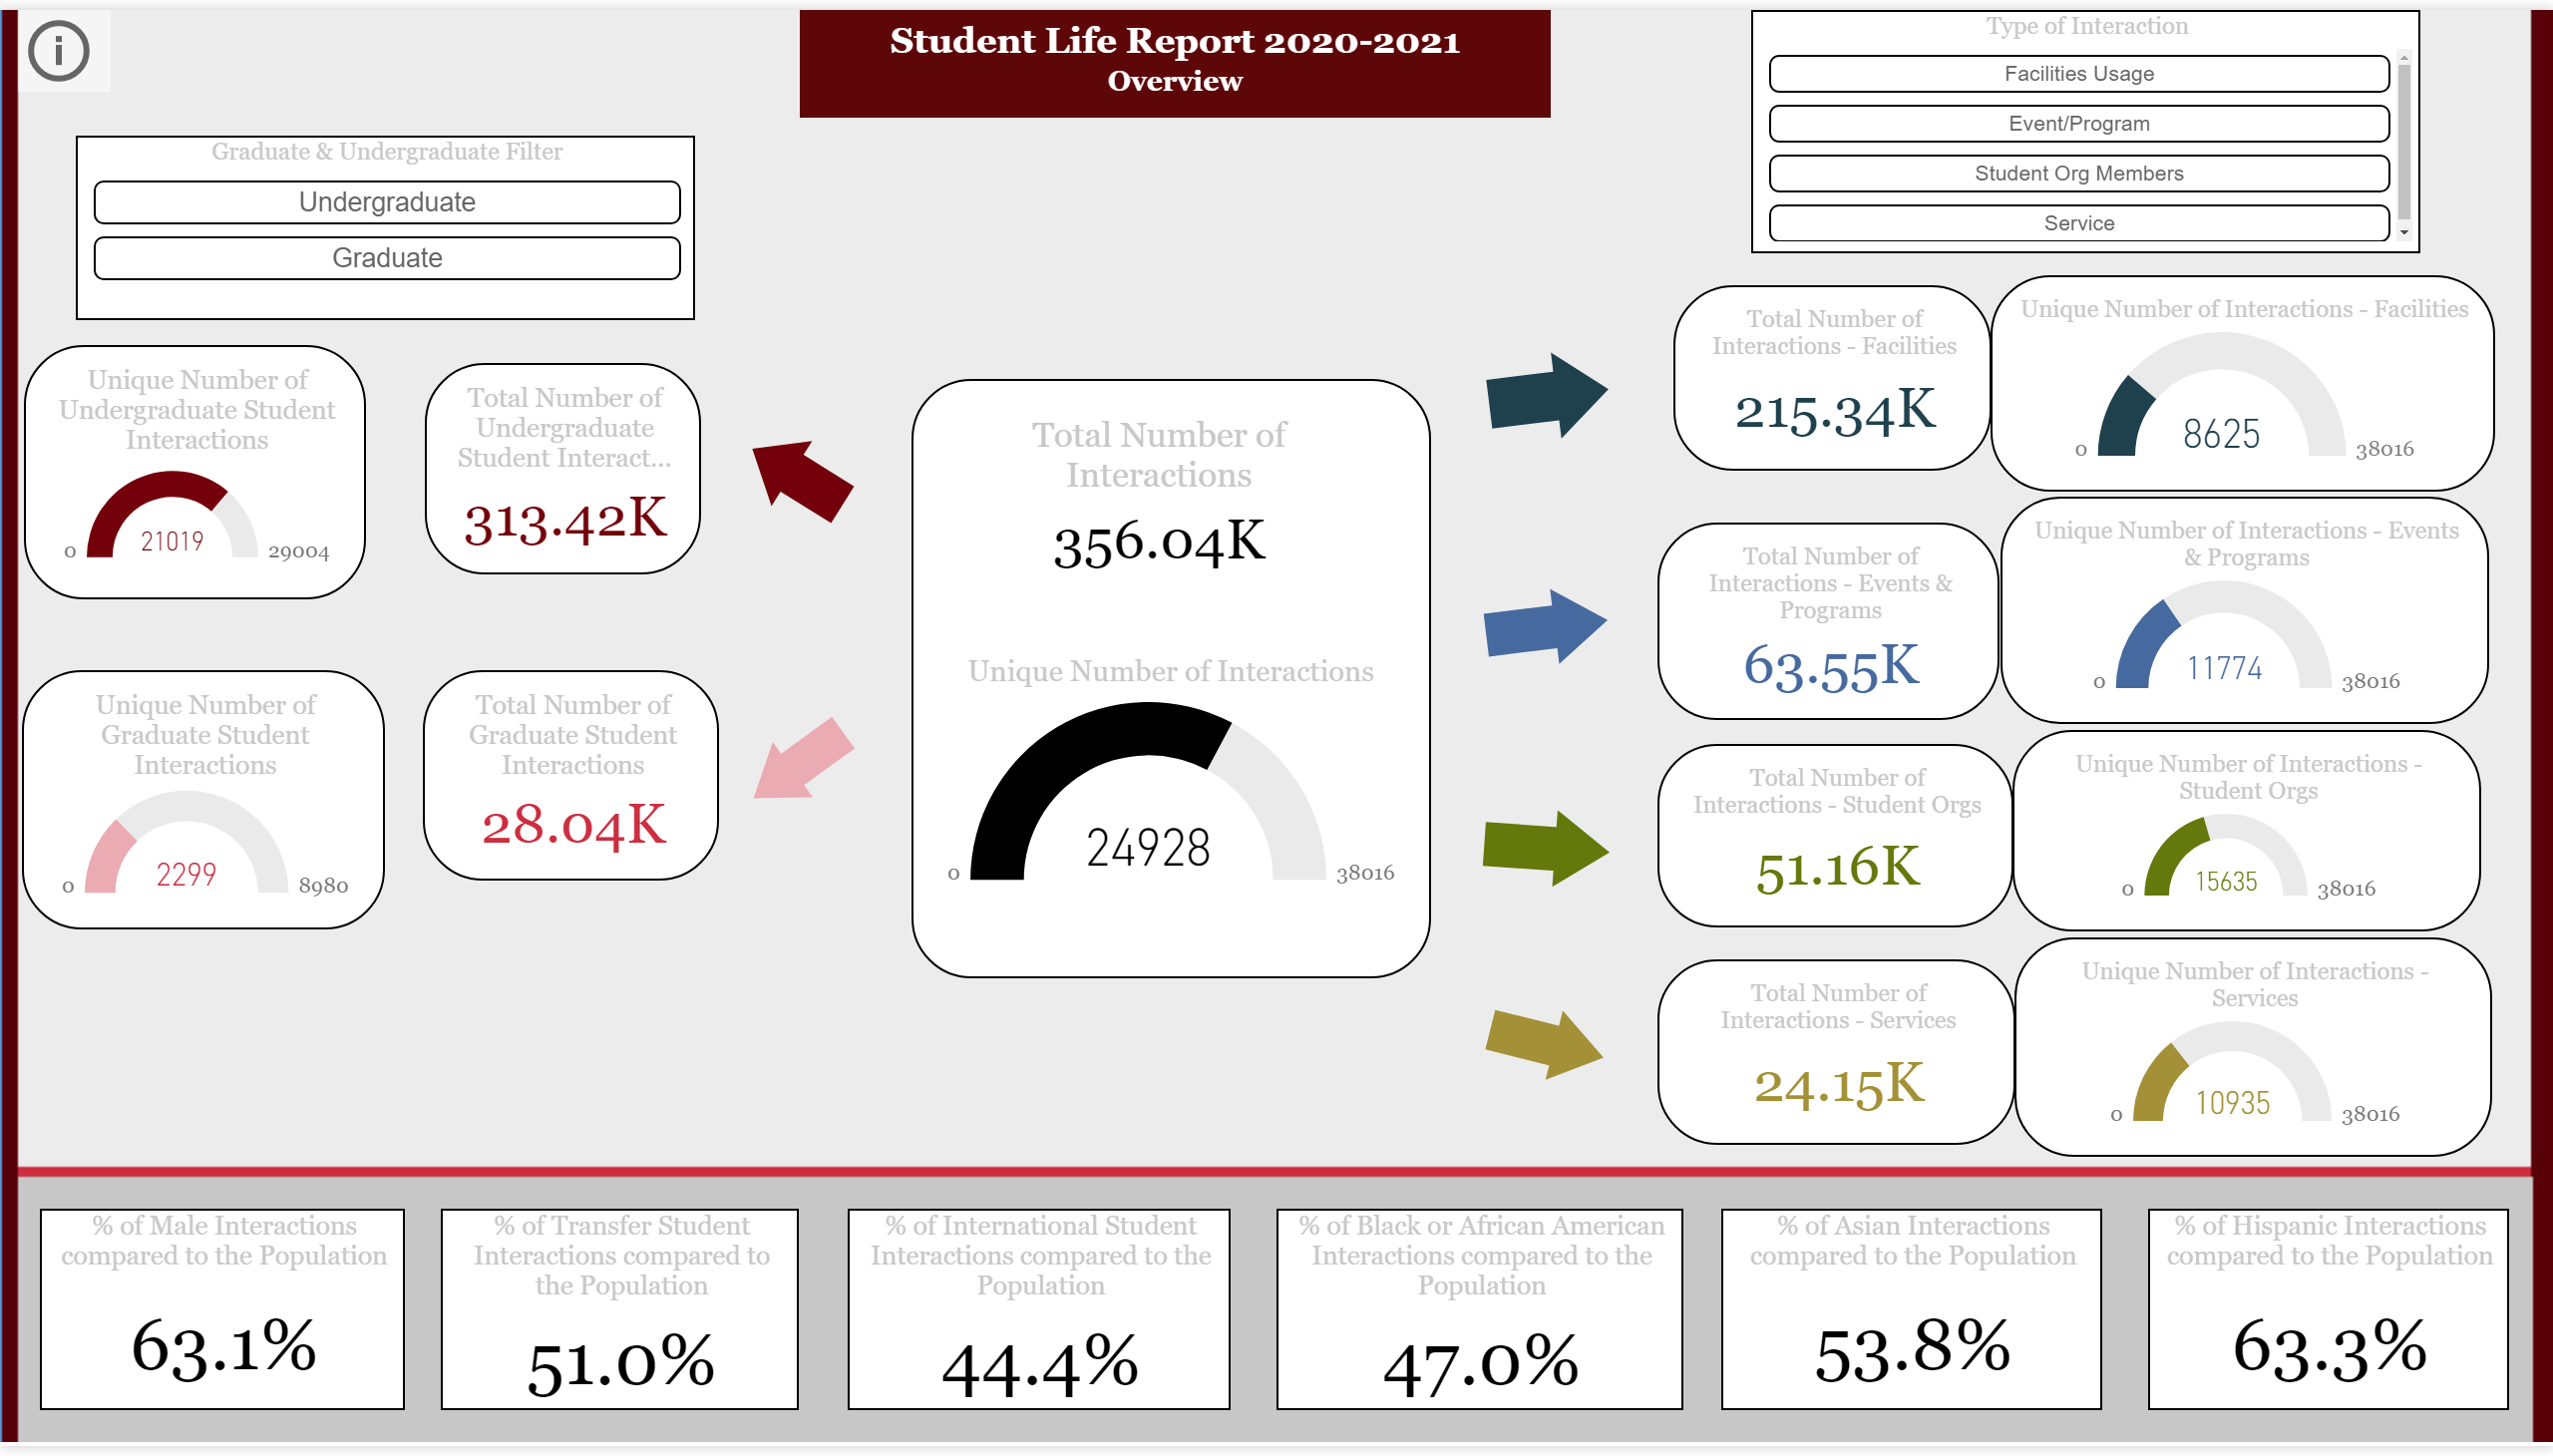 i
Student Life Report 2020-2021
Overview
Type of Interaction
Facilities Usage
Event/Program
Student Org Members
Service
Graduate & Undergraduate Filter
Undergraduate
Graduate
Unique Number of
Undergraduate Student
Interactions
21019
0
29004
Total Number of
Undergraduate
Student Interact...
313.42K
Unique Number of
Graduate Student
Interactions
2299
0
8980
Total Number of
Graduate Student
Interactions
28.04K
Total Number of
Interactions
356.04K
Unique Number of Interactions
24928
0
38016
Total Number of
Interactions - Facilities
215.34K
Unique Number of Interactions - Facilities
8625
0
38016
Total Number of
Interactions - Events &
Programs
63.55K
Unique Number of Interactions - Events
& Programs
11774
0
38016
Total Number of
Interactions - Student Orgs
51.16K
Unique Number of Interactions -
Student Orgs
15635
0
38016
Total Number of
Interactions - Services
24.15K
Unique Number of Interactions -
Services
10935
0
38016
% of Male Interactions
compared to the Population
63.1%
% of Transfer Student
Interactions compared to
the Population
51.0%
% of International Student
Interactions compared to the
Population
44.4%
% of Black or African American
Interactions compared to the
Population
47.0%
% of Asian Interactions
compared to the Population
53.8%
% of Hispanic Interactions
compared to the Population
63.3%